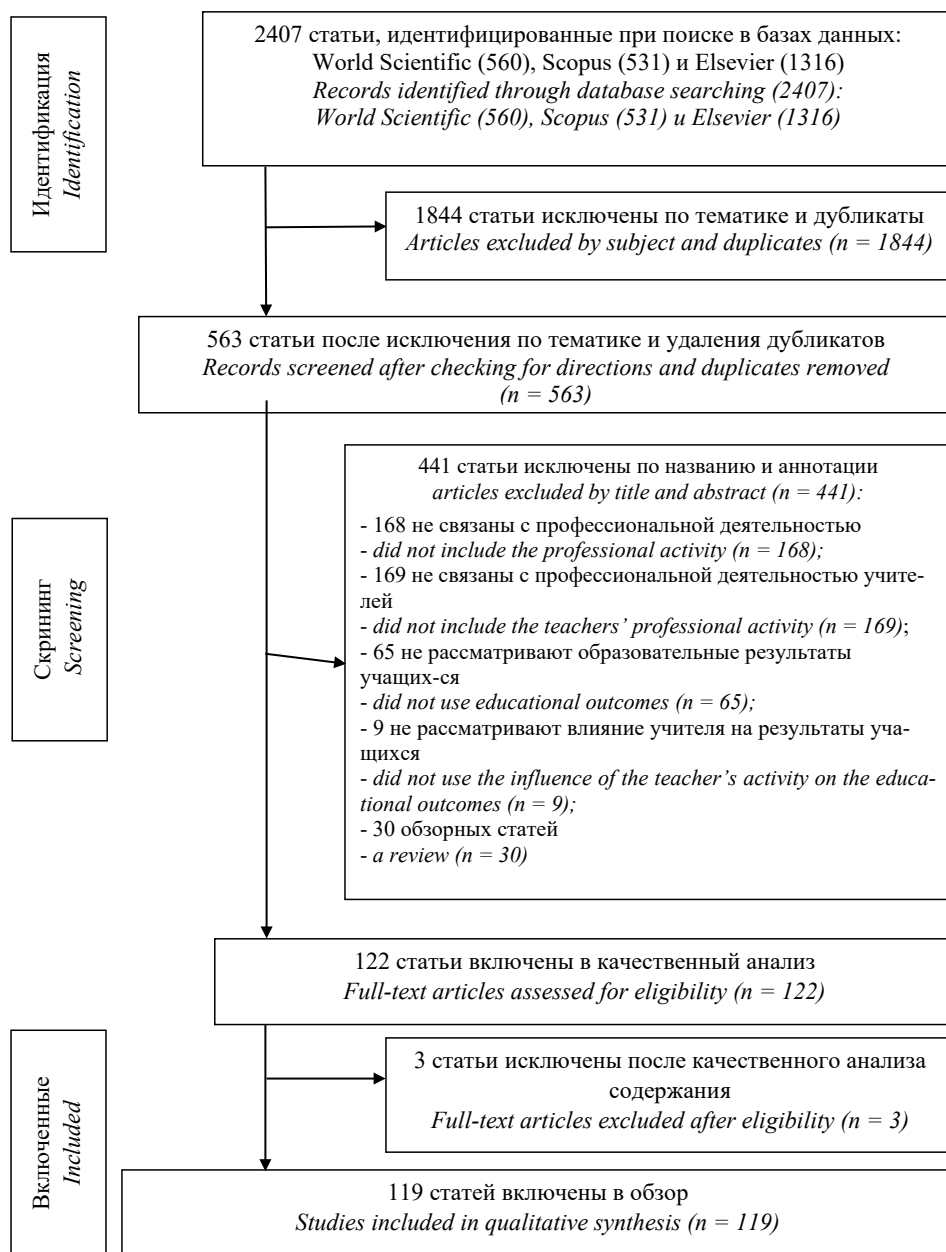 Идентификация
Identification
2407 статьи, идентифицированные при поиске в базах данных:
World Scientific (560), Scopus (531) и Elsevier (1316)
Records identified through database searching (2407):
World Scientific (560), Scopus (531) и Elsevier (1316)
1844 статьи исключены по тематике и дубликаты
Articles excluded by subject and duplicates (n = 1844)
563 статьи после исключения по тематике и удаления дубликатов
Records screened after checking for directions and duplicates removed
(n = 563)
Скрининг
Screening
441 статьи исключены по названию и аннотации
articles excluded by title and abstract (n = 441):
- 168 не связаны с профессиональной деятельностью
- did not include the professional activity (n = 168);
- 169 не связаны с профессиональной деятельностью учите-
лей
- did not include the teachers’ professional activity (n = 169);
- 65 не рассматривают образовательные результаты
учащих-ся
- did not use educational outcomes (n = 65);
- 9 не рассматривают влияние учителя на результаты уча-
щихся
- did not use the influence of the teacher’s activity on the educa-
tional outcomes (n = 9);
- 30 обзорных статей
- a review (n = 30)
122 статьи включены в качественный анализ
Full-text articles assessed for eligibility (n = 122)
Включенные
Included
3 статьи исключены после качественного анализа
содержания
Full-text articles excluded after eligibility (n = 3)
119 статей включены в обзор
Studies included in qualitative synthesis (n = 119)